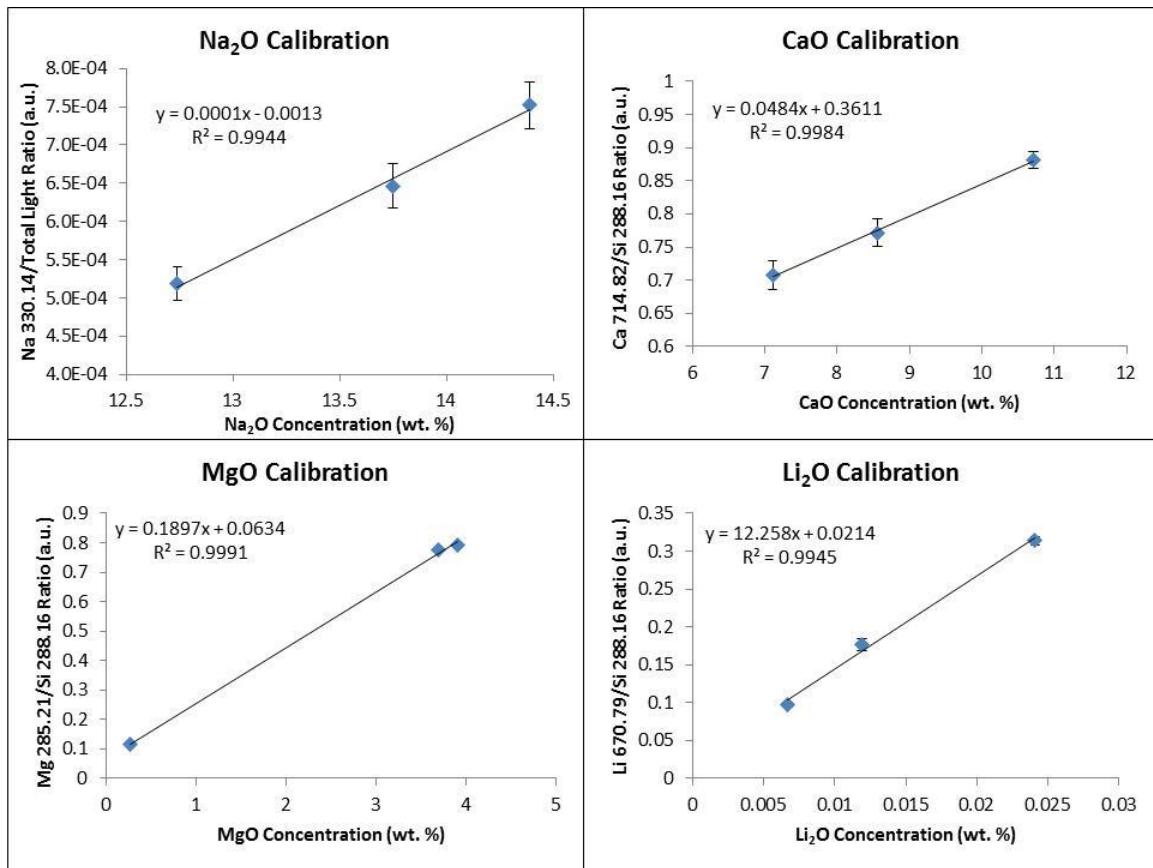 Na₂O Calibration
Na 330.14/Total Light Ratio (a.u.)
8.0E-04
7.5E-04
7.0E-04
6.5E-04
6.0E-04
5.5E-04
5.0E-04
4.5E-04
4.0E-04
y = 0.0001x - 0.0013
R² = 0.9944
12.5 13 13.5 14 14.5
Na₂O Concentration (wt. %)
CaO Calibration
Ca 714.82/Si 288.16 Ratio (a.u.)
1
0.95
0.9
0.85
0.8
0.75
0.7
0.65
0.6
y = 0.0484x + 0.3611
R² = 0.9984
6 7 8 9 10 11 12
CaO Concentration (wt. %)
MgO Calibration
Mg 285.21/Si 288.16 Ratio (a.u.)
0.9
0.8
0.7
0.6
0.5
0.4
0.3
0.2
0.1
0
y = 0.1897x + 0.0634
R² = 0.9991
0 1 2 3 4 5
MgO Concentration (wt. %)
Li₂O Calibration
Li 670.79/Si 288.16 Ratio (a.u.)
0.35
0.3
0.25
0.2
0.15
0.1
0.05
0
y = 12.258x + 0.0214
R² = 0.9945
0 0.005 0.01 0.015 0.02 0.025 0.03
Li₂O Concentration (wt. %)